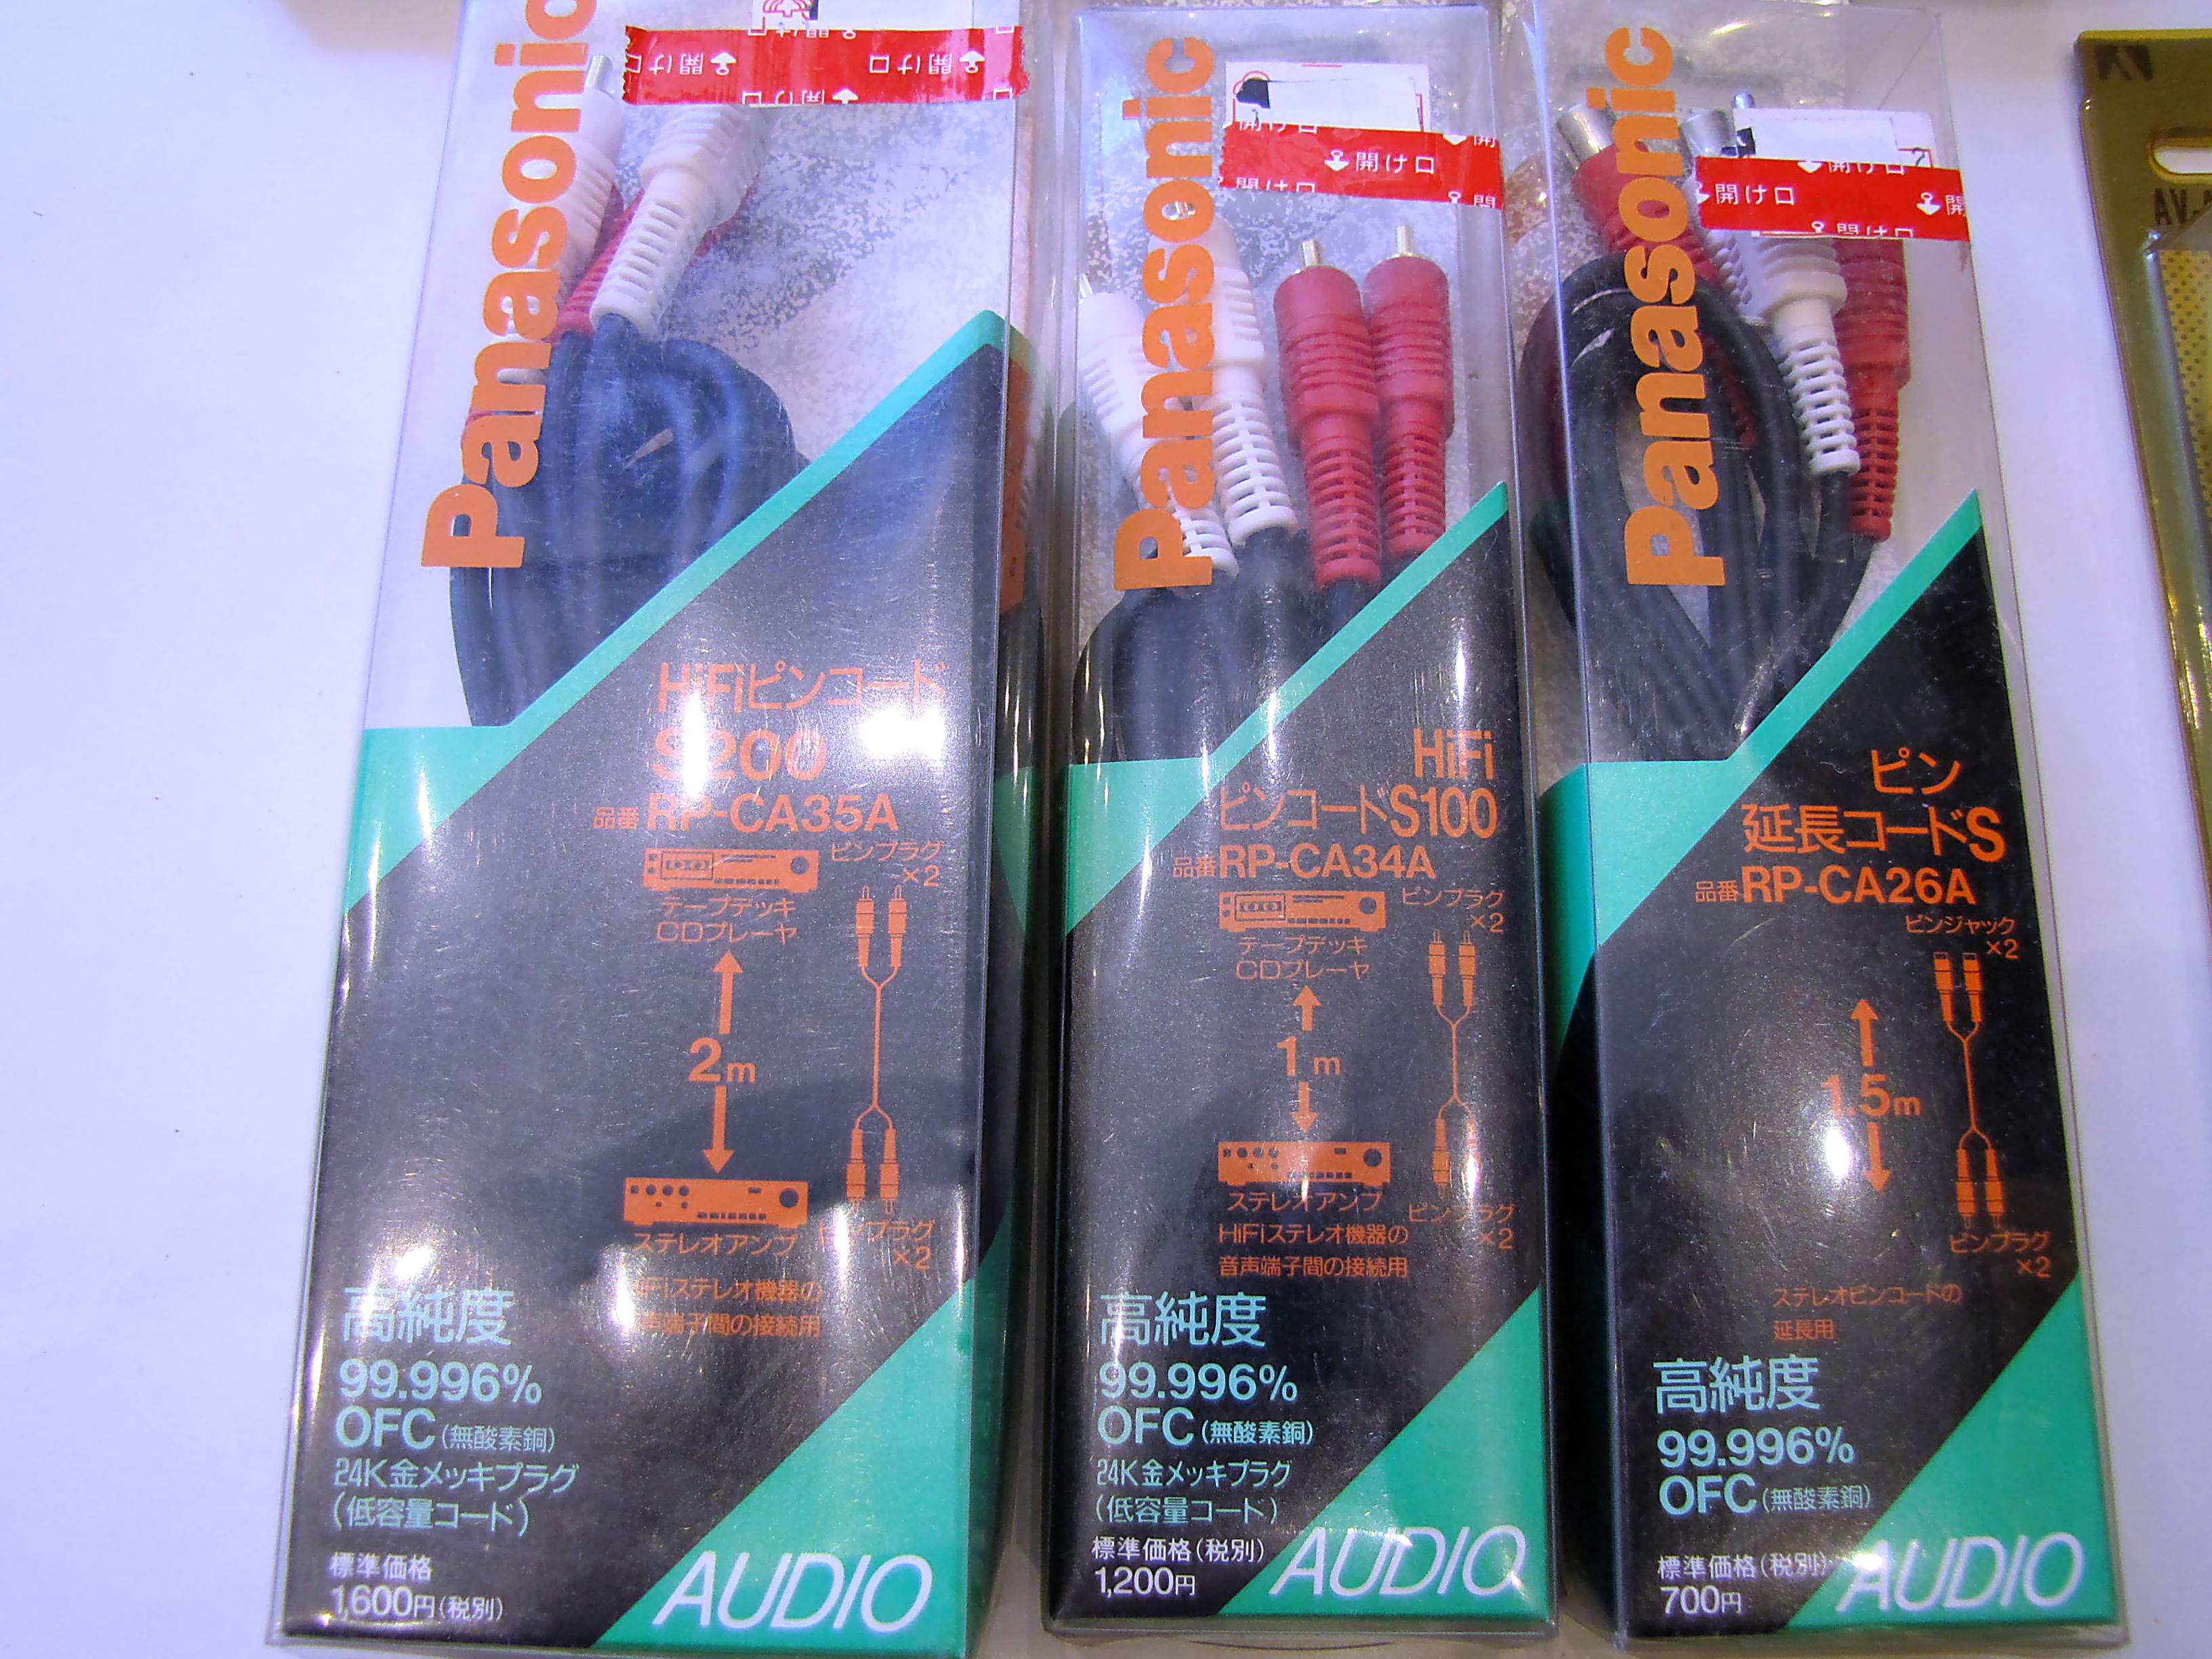 Panasonic
開け口
開け口
HiFiピンコード
S200
品番 RP-CA35A
ピンプラグ
×2
テープデッキ
CDプレーヤ
2m
ステレオアンプ
ピンプラグ
×2
HiFiステレオ機器の
音声端子間の接続用
高純度
99.996%
OFC(無酸素銅)
24K金メッキプラグ
(低容量コード)
標準価格
1,600円(税別)
AUDIO
Panasonic
開け口
HiFi
ピンコードS100
品番 RP-CA34A
ピンプラグ
×2
テープデッキ
CDプレーヤ
1m
ステレオアンプ
ピンプラグ
×2
HiFiステレオ機器の
音声端子間の接続用
高純度
99.996%
OFC(無酸素銅)
24K金メッキプラグ
(低容量コード)
標準価格(税別)
1,200円
AUDIO
Panasonic
開け口
ピン
延長コードS
品番 RP-CA26A
ピンジャック
×2
1.5m
ピンプラグ
×2
ステレオピンコードの
延長用
高純度
99.996%
OFC(無酸素銅)
標準価格(税別)
700円
AUDIO